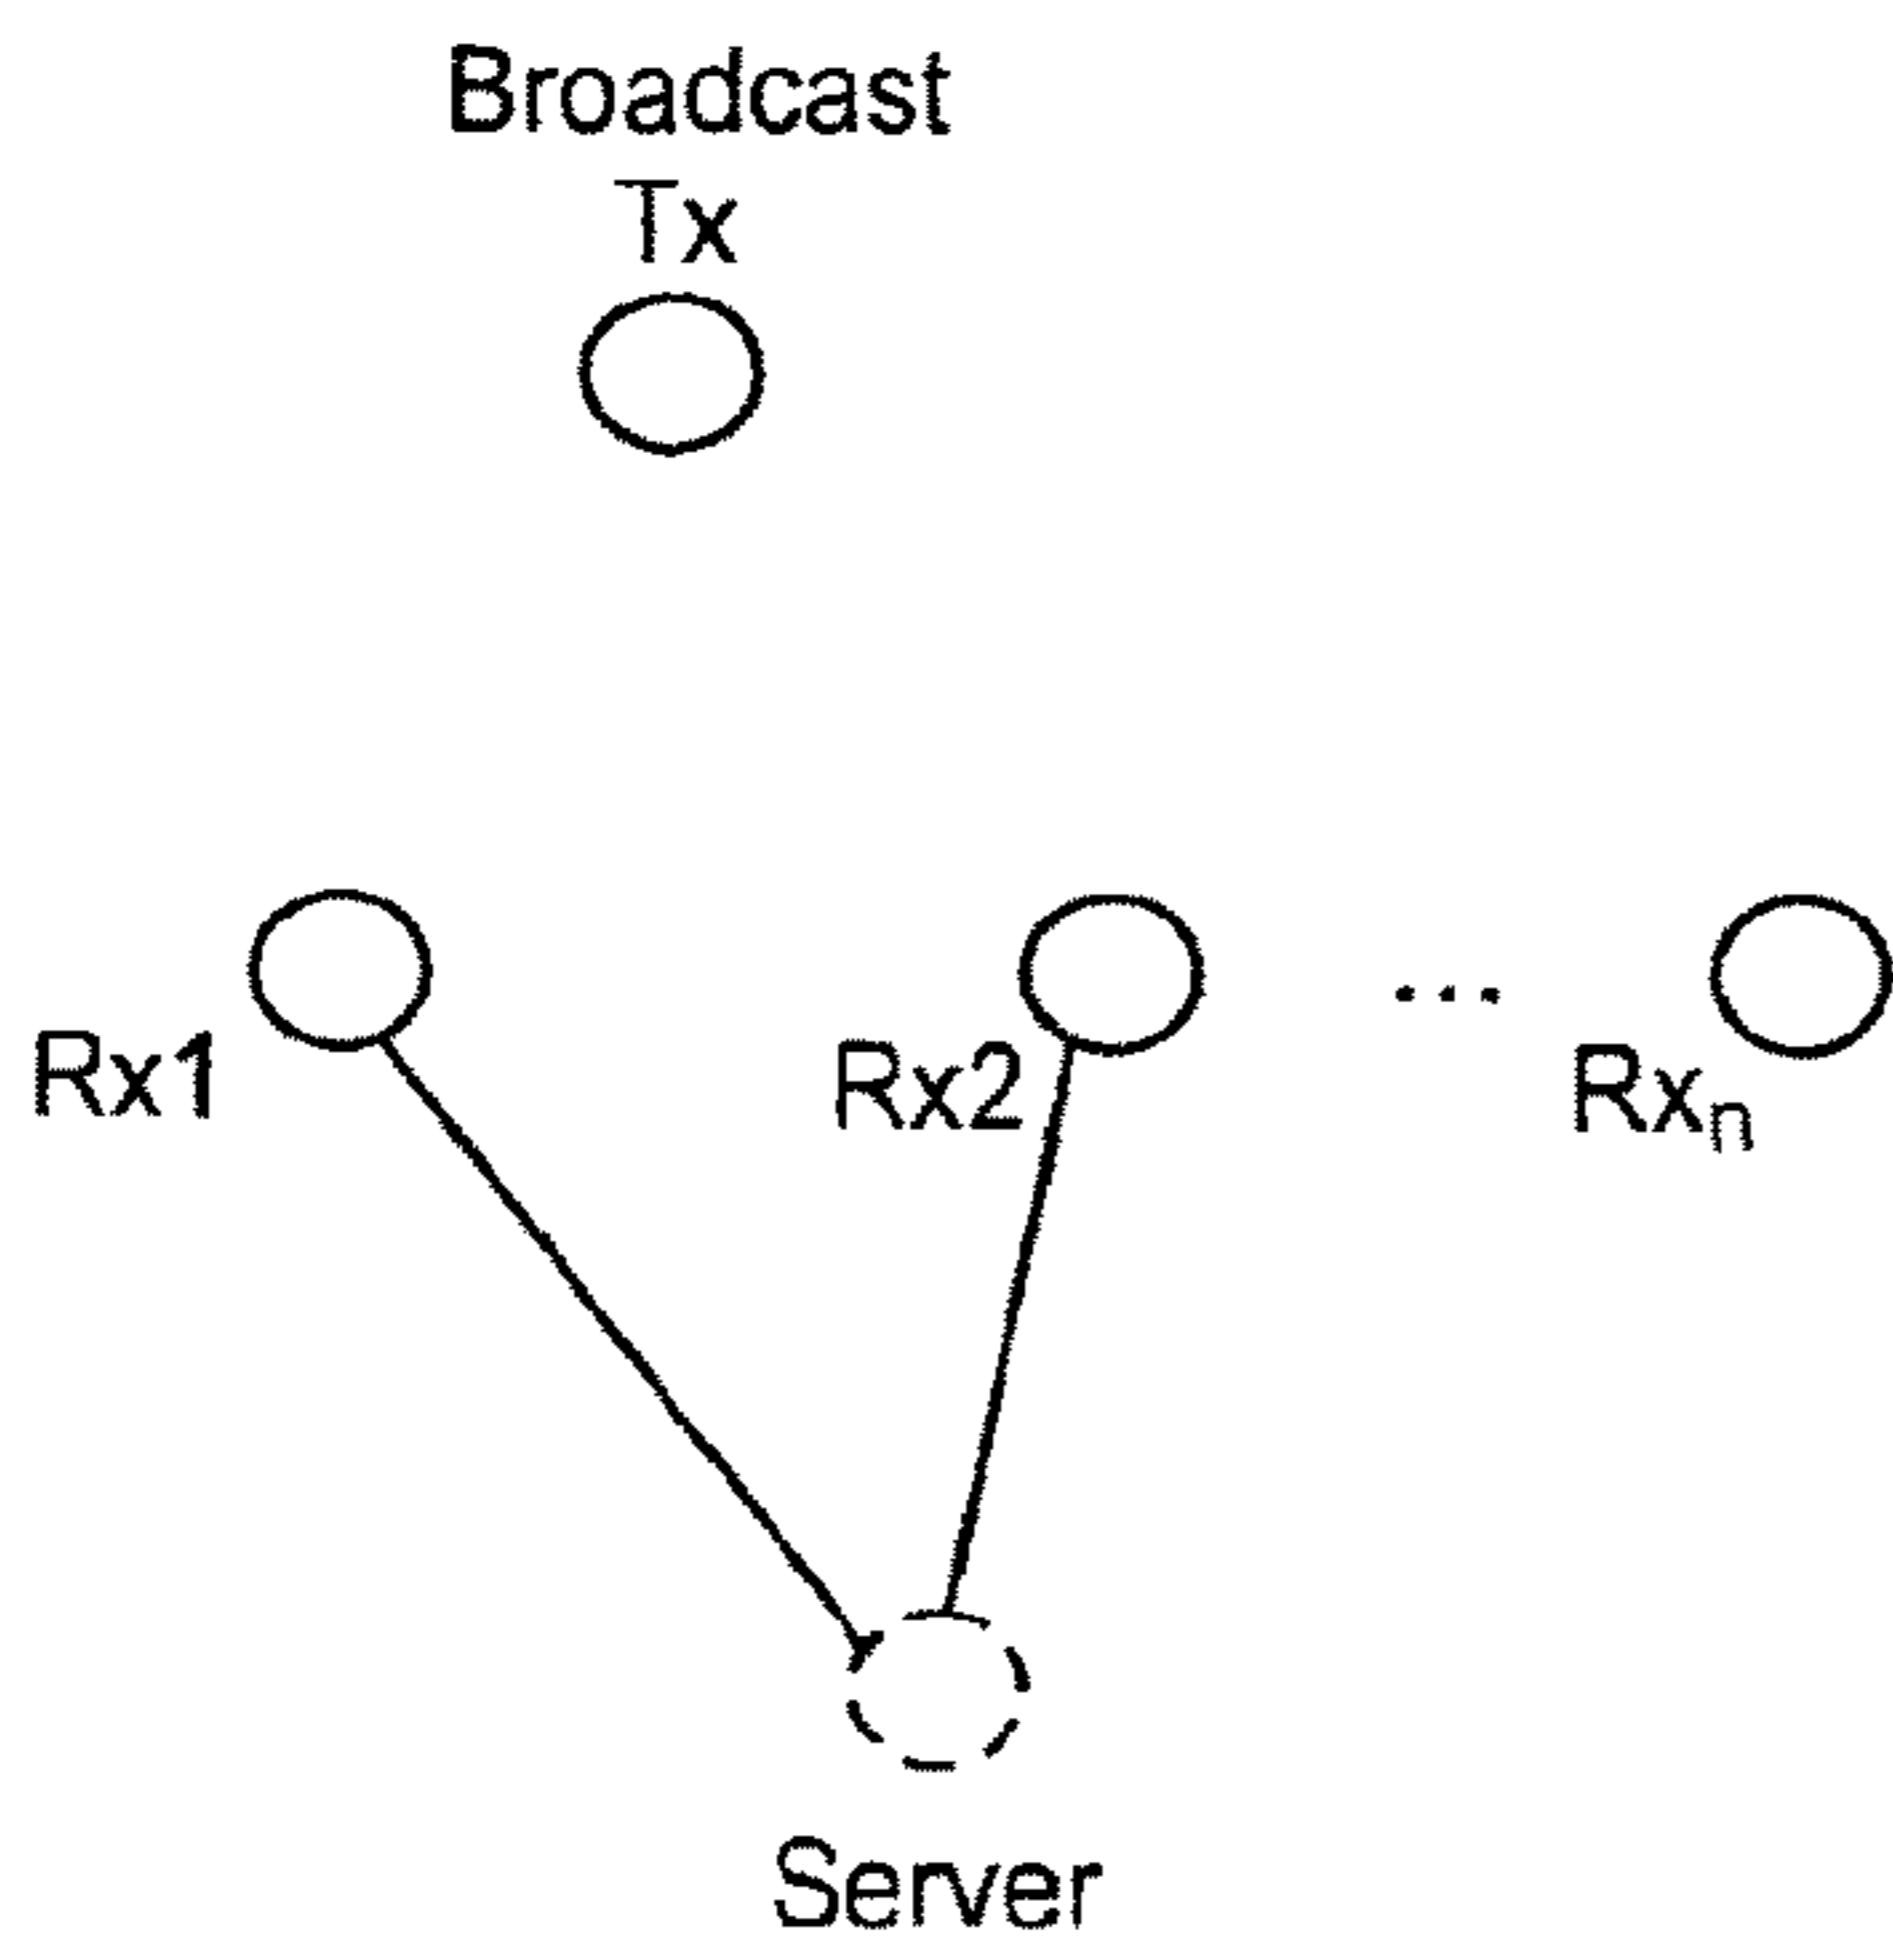 Broadcast
Tx
Rx1
Rx2
...
Rxn
Server